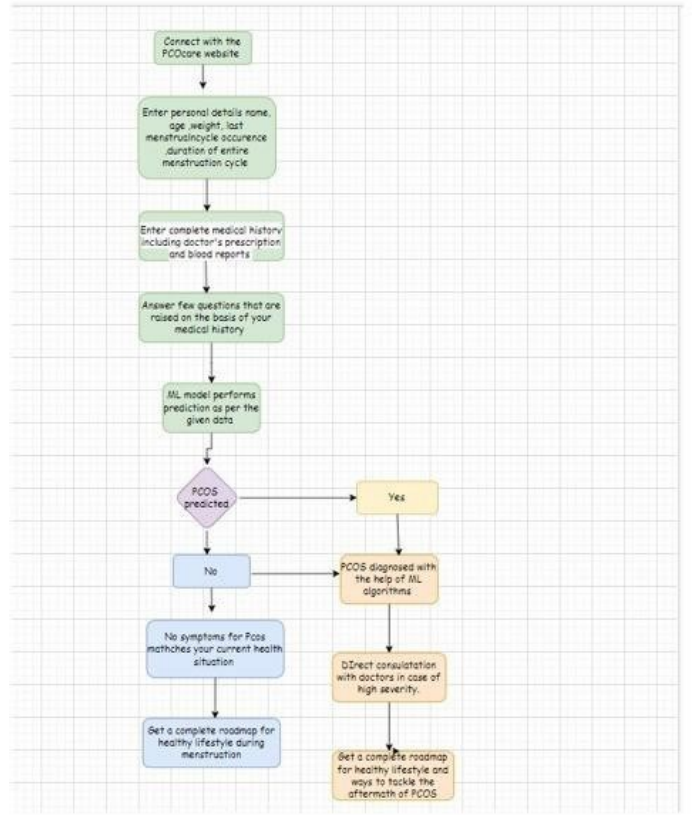 Connect with the
PCOcare website
Enter personal details name,
age ,weight, last
menstrualncycle occurence
,duration of entire
menstruation cycle
Enter complete medical history
including doctor's prescription
and blood reports
Answer few questions that are
raised on the basis of your
medical history
ML model performs
prediction as per the
given data
PCOS
predicted
Yes
No
PCOS diagnosed with
the help of ML
algorithms
No symptoms for Pcos
mathches your current health
situation
DIrect consulatation
with doctors in case of
high severity.
Get a complete roadmap for
healthy lifestyle during
menstruation
Get a complete roadmap
for healthy lifestyle and
ways to tackle the
aftermath of PCOS